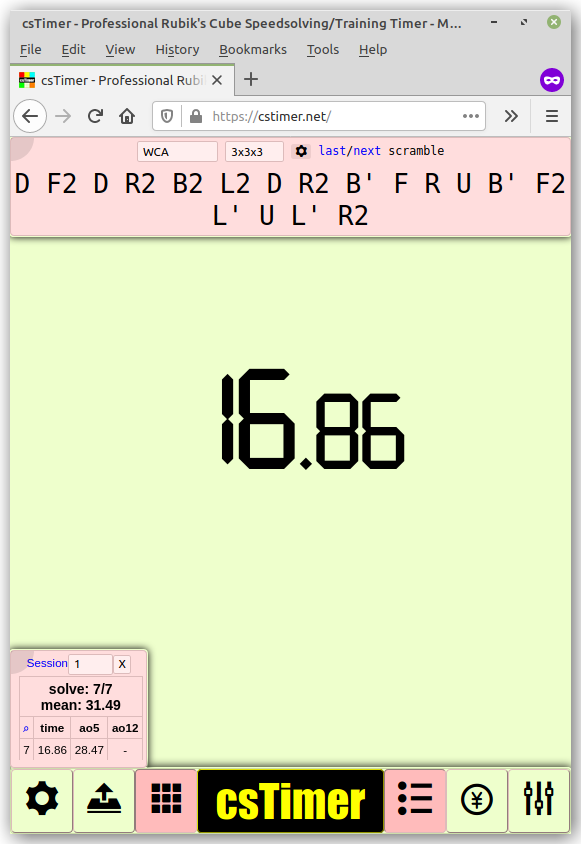 csTimer - Professional Rubik's Cube Speedsolving/Training Timer - M...
File Edit View History Bookmarks Tools Help
csTimer - Professional Rubi
https://cstimer.net/
WCA 3x3x3 last/next scramble
D F2 D R2 B2 L2 D R2 B' F R U B' F2
L' U L' R2
16.86
Session 1 X
solve: 7/7
mean: 31.49
time ao5 ao12
7 16.86 28.47 -
csTimer